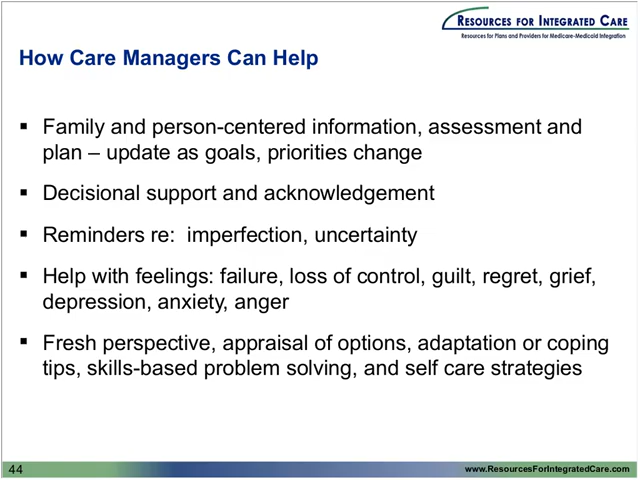 RESOURCES FOR INTEGRATED CARE
Resources for Plans and Providers for Medicare-Medicaid Integration
How Care Managers Can Help
▪ Family and person-centered information, assessment and
plan – update as goals, priorities change
▪ Decisional support and acknowledgement
▪ Reminders re:  imperfection, uncertainty
▪ Help with feelings: failure, loss of control, guilt, regret, grief,
depression, anxiety, anger
▪ Fresh perspective, appraisal of options, adaptation or coping
tips, skills-based problem solving, and self care strategies
44
www.ResourcesForIntegratedCare.com